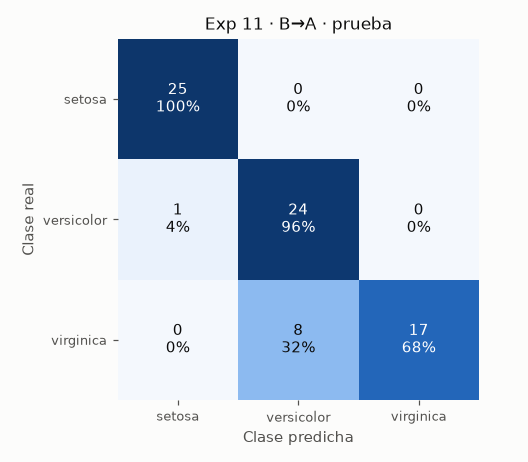 Exp 11 · B→A · prueba
Clase real
setosa
25
100%
0
0%
0
0%
versicolor
1
4%
24
96%
0
0%
virginica
0
0%
8
32%
17
68%
setosa
versicolor
virginica
Clase predicha